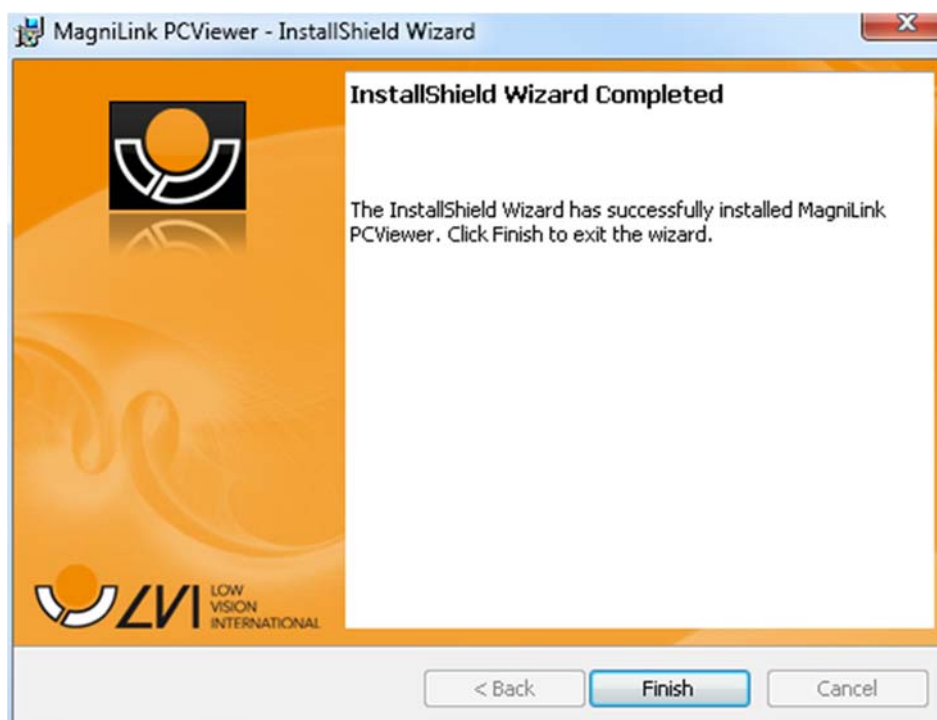 MagniLink PCViewer - InstallShield Wizard
InstallShield Wizard Completed
The InstallShield Wizard has successfully installed MagniLink
PCViewer. Click Finish to exit the wizard.
LVI
LOW
VISION
INTERNATIONAL
< Back
Finish
Cancel